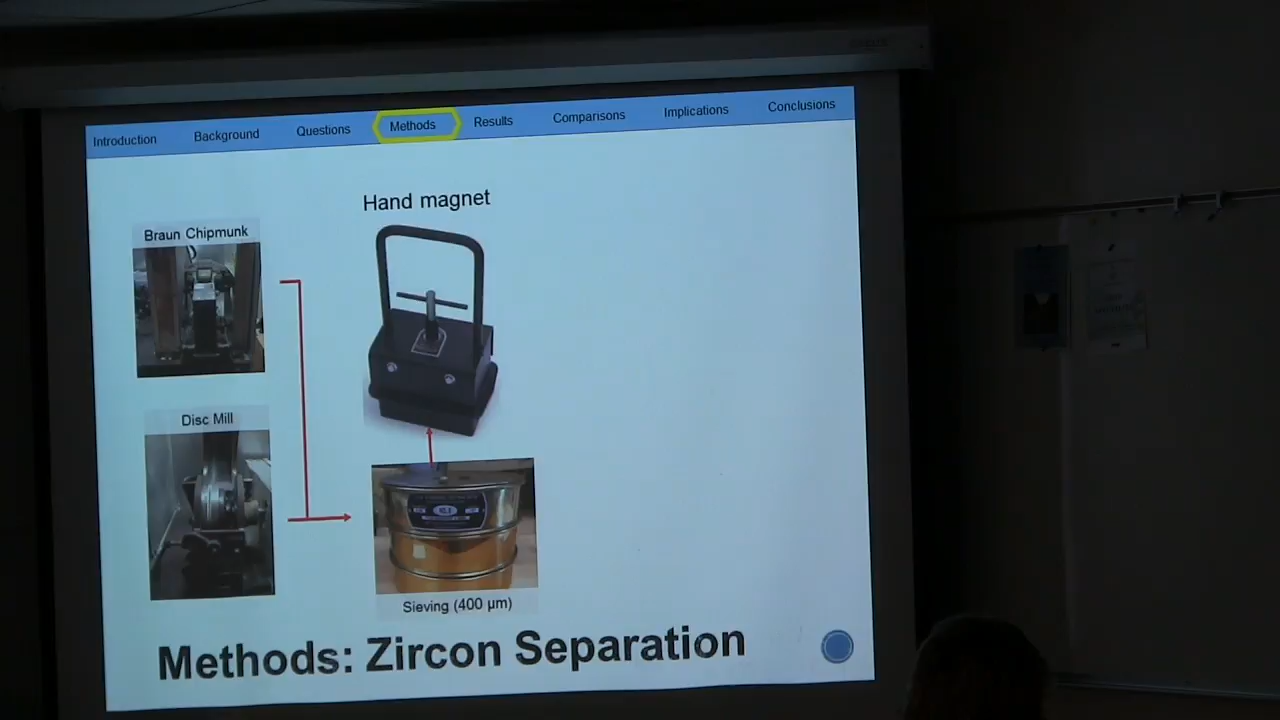 Introduction Background Questions Methods Results Comparisons Implications Conclusions
Hand magnet
Braun Chipmunk
Disc Mill
Sieving (400 µm)
Methods: Zircon Separation